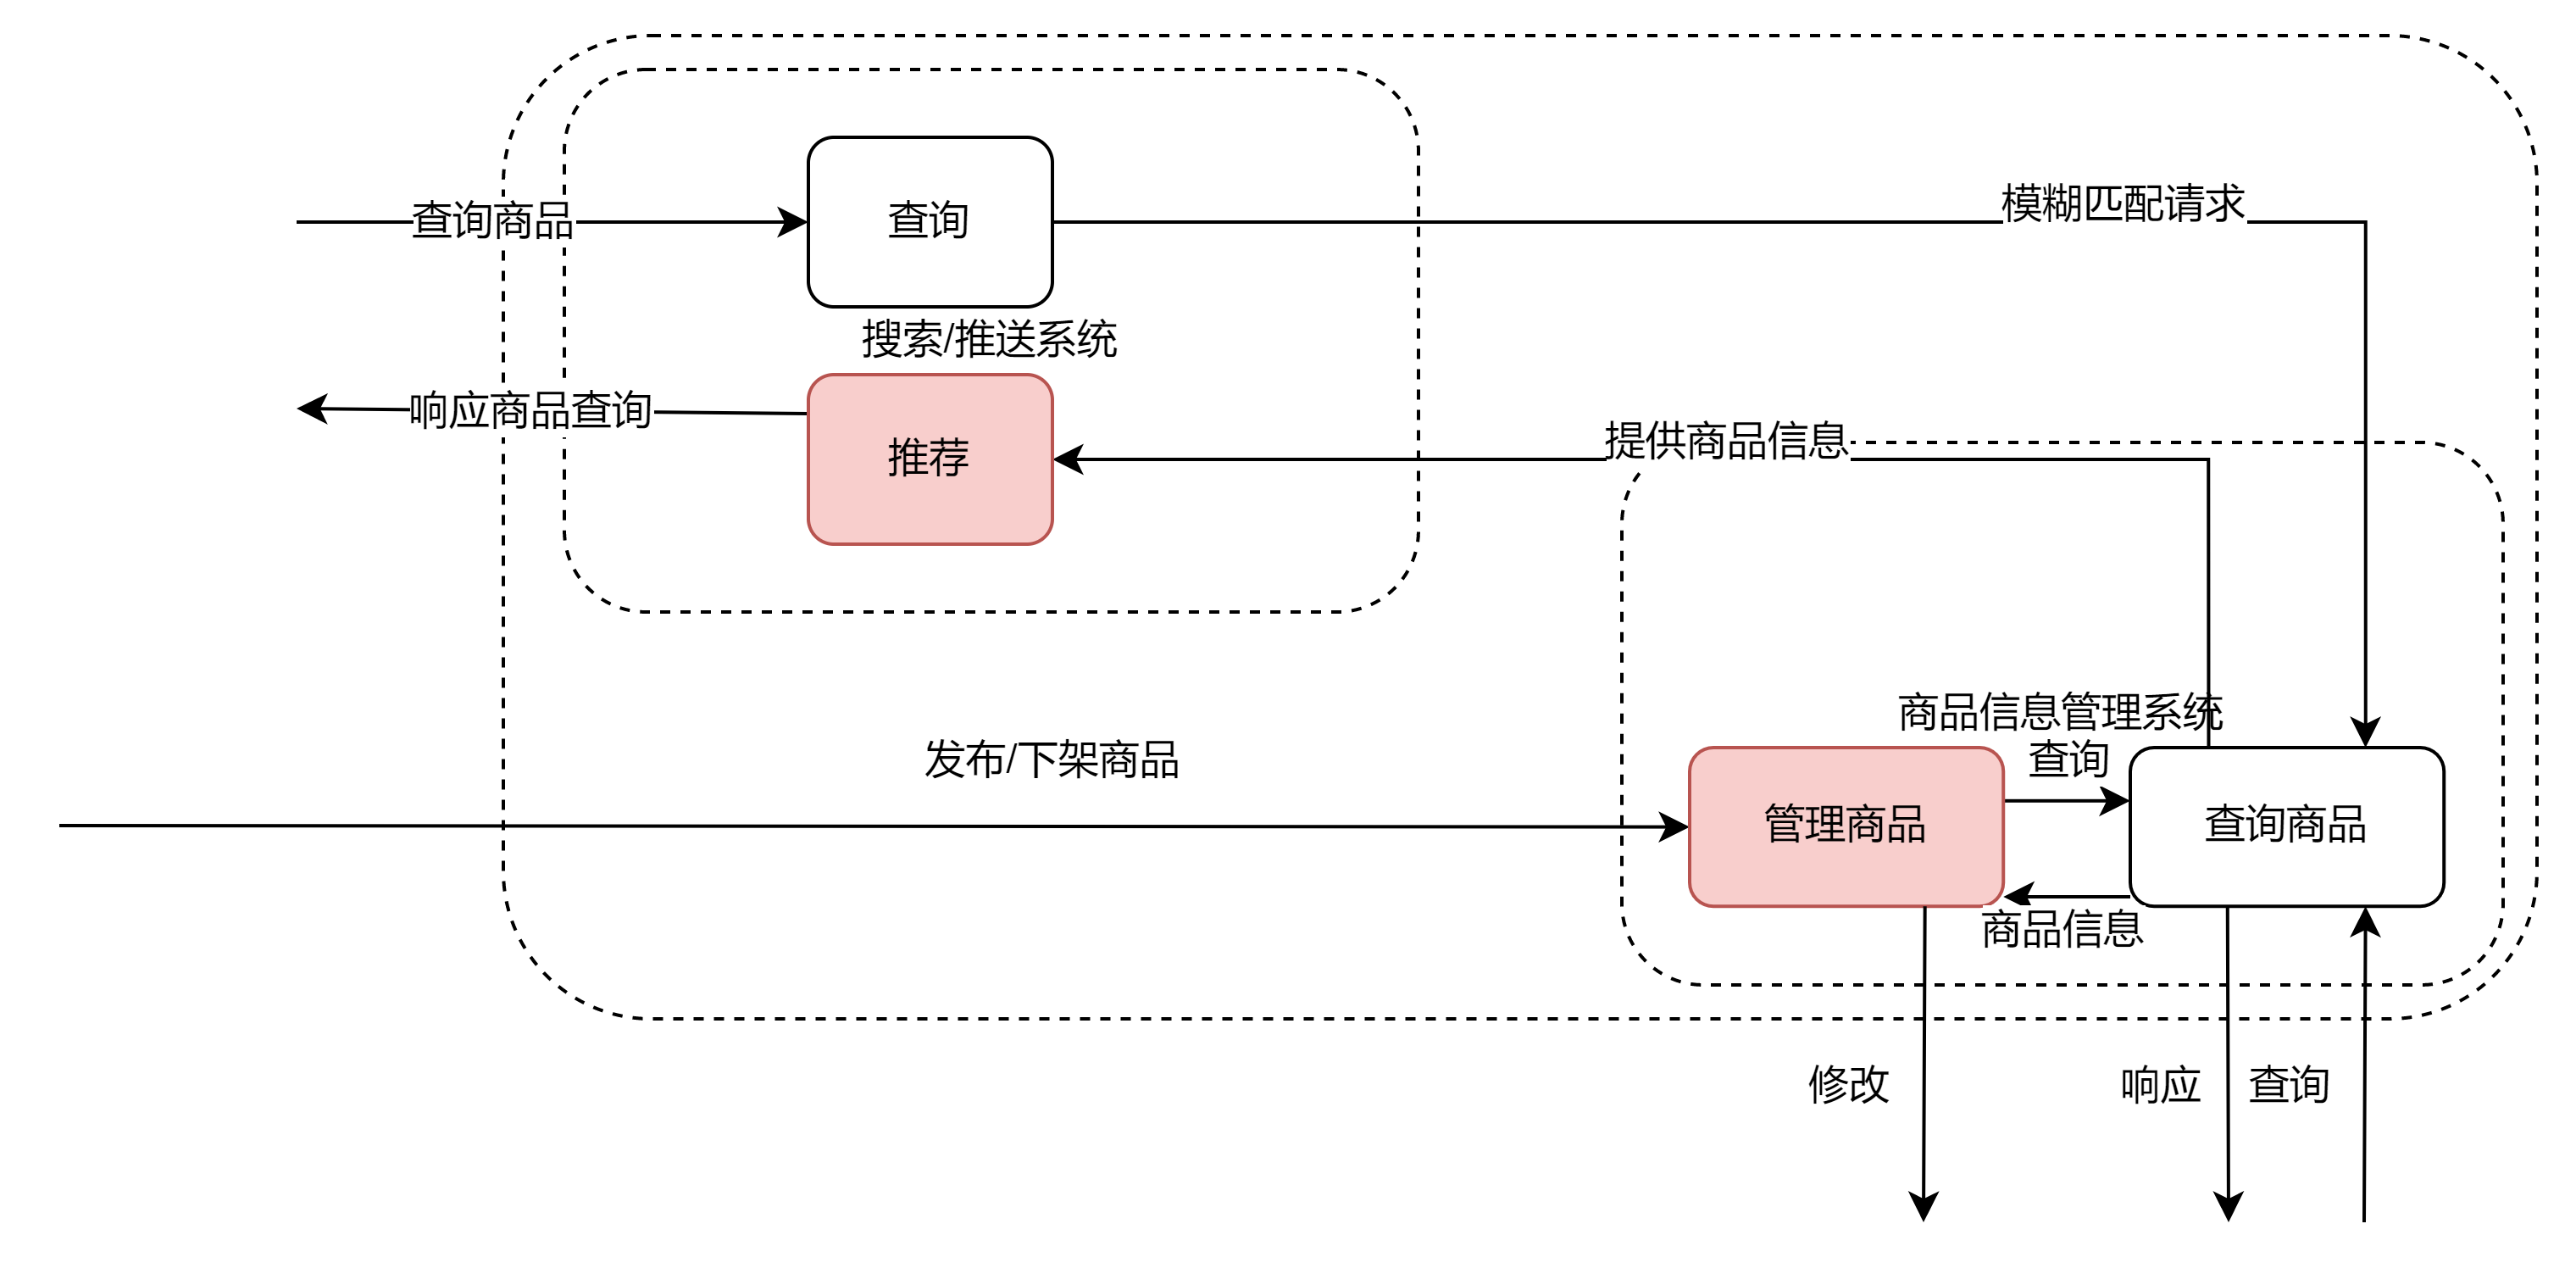 模糊匹配请求
查询商品
查询
搜索/推送系统
响应商品查询
推荐
提供商品信息
商品信息管理系统
发布/下架商品
查询
管理商品
查询商品
商品信息
修改
响应
查询